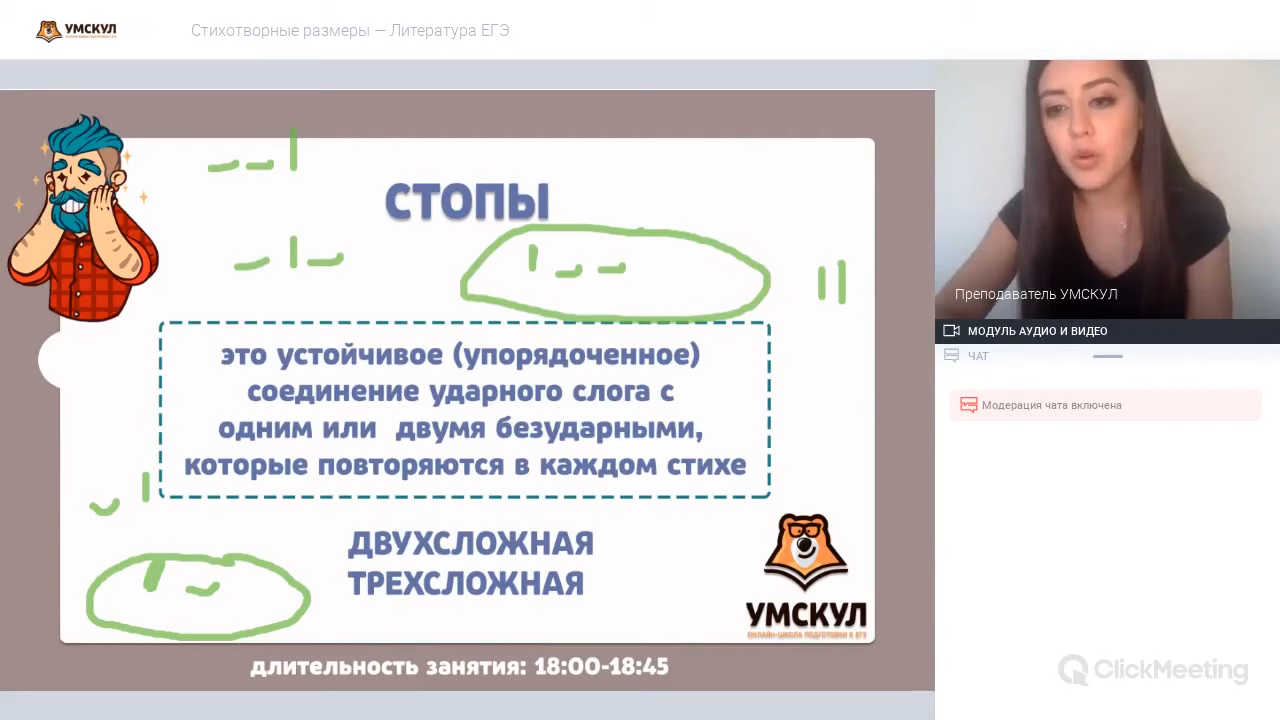 УМСКУЛ
Стихотворные размеры — Литература ЕГЭ
СТОПЫ
это устойчивое (упорядоченное)
соединение ударного слога с
одним или двумя безударными,
которые повторяются в каждом стихе
ДВУХСЛОЖНАЯ
ТРЕХСЛОЖНАЯ
УМСКУЛ
ОНЛАЙН-ШКОЛА ПОДГОТОВКИ К ЕГЭ
длительность занятия: 18:00-18:45
Преподаватель УМСКУЛ
МОДУЛЬ АУДИО И ВИДЕО
ЧАТ
Модерация чата включена
ClickMeeting